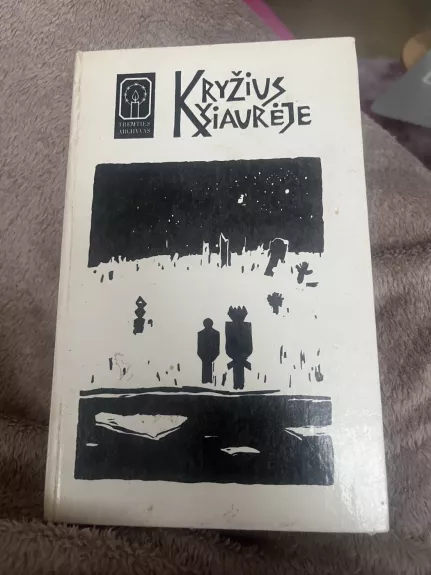 TREMTIES
ARCHYVAS
KRYŽIUS
ŠIAURĖJE